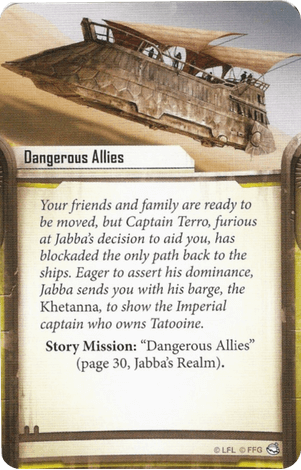 Dangerous Allies
Your friends and family are ready to
be moved, but Captain Terro, furious
at Jabba's decision to aid you, has
blockaded the only path back to the
ships. Eager to assert his dominance,
Jabba sends you with his barge, the
Khetanna, to show the Imperial
captain who owns Tatooine.
Story Mission: “Dangerous Allies”
(page 30, Jabba's Realm).
© LFL © FFG